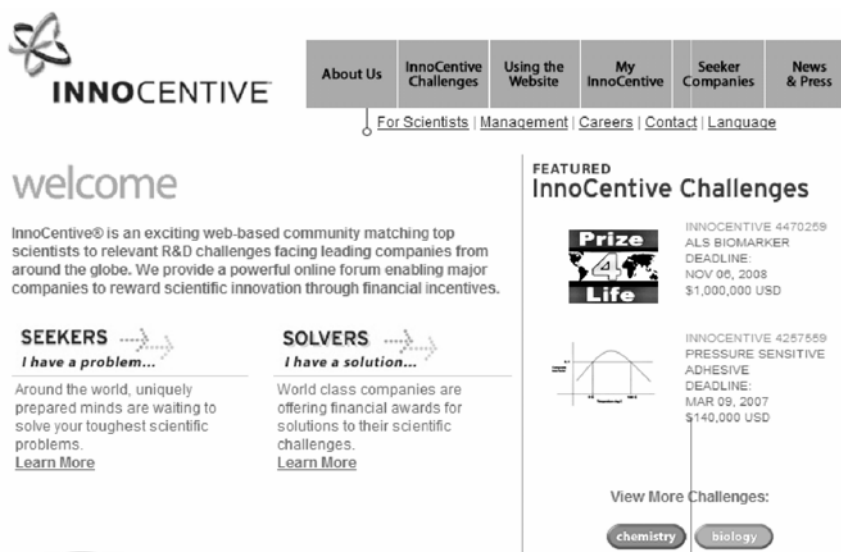 INNOCENTIVE
About Us
InnoCentive Challenges
Using the Website
My InnoCentive
Seeker Companies
News & Press
For Scientists | Management | Careers | Contact | Language
welcome
InnoCentive® is an exciting web-based community matching top
scientists to relevant R&D challenges facing leading companies from
around the globe. We provide a powerful online forum enabling major
companies to reward scientific innovation through financial incentives.
SEEKERS
I have a problem...
Around the world, uniquely
prepared minds are waiting to
solve your toughest scientific
problems.
Learn More
SOLVERS
I have a solution...
World class companies are
offering financial awards for
solutions to their scientific
challenges.
Learn More
FEATURED
InnoCentive Challenges
Prize
4
Life
INNOCENTIVE 4470259
ALS BIOMARKER
DEADLINE:
NOV 06, 2008
$1,000,000 USD
INNOCENTIVE 4257559
PRESSURE SENSITIVE
ADHESIVE
DEADLINE:
MAR 09, 2007
$140,000 USD
View More Challenges:
chemistry
biology